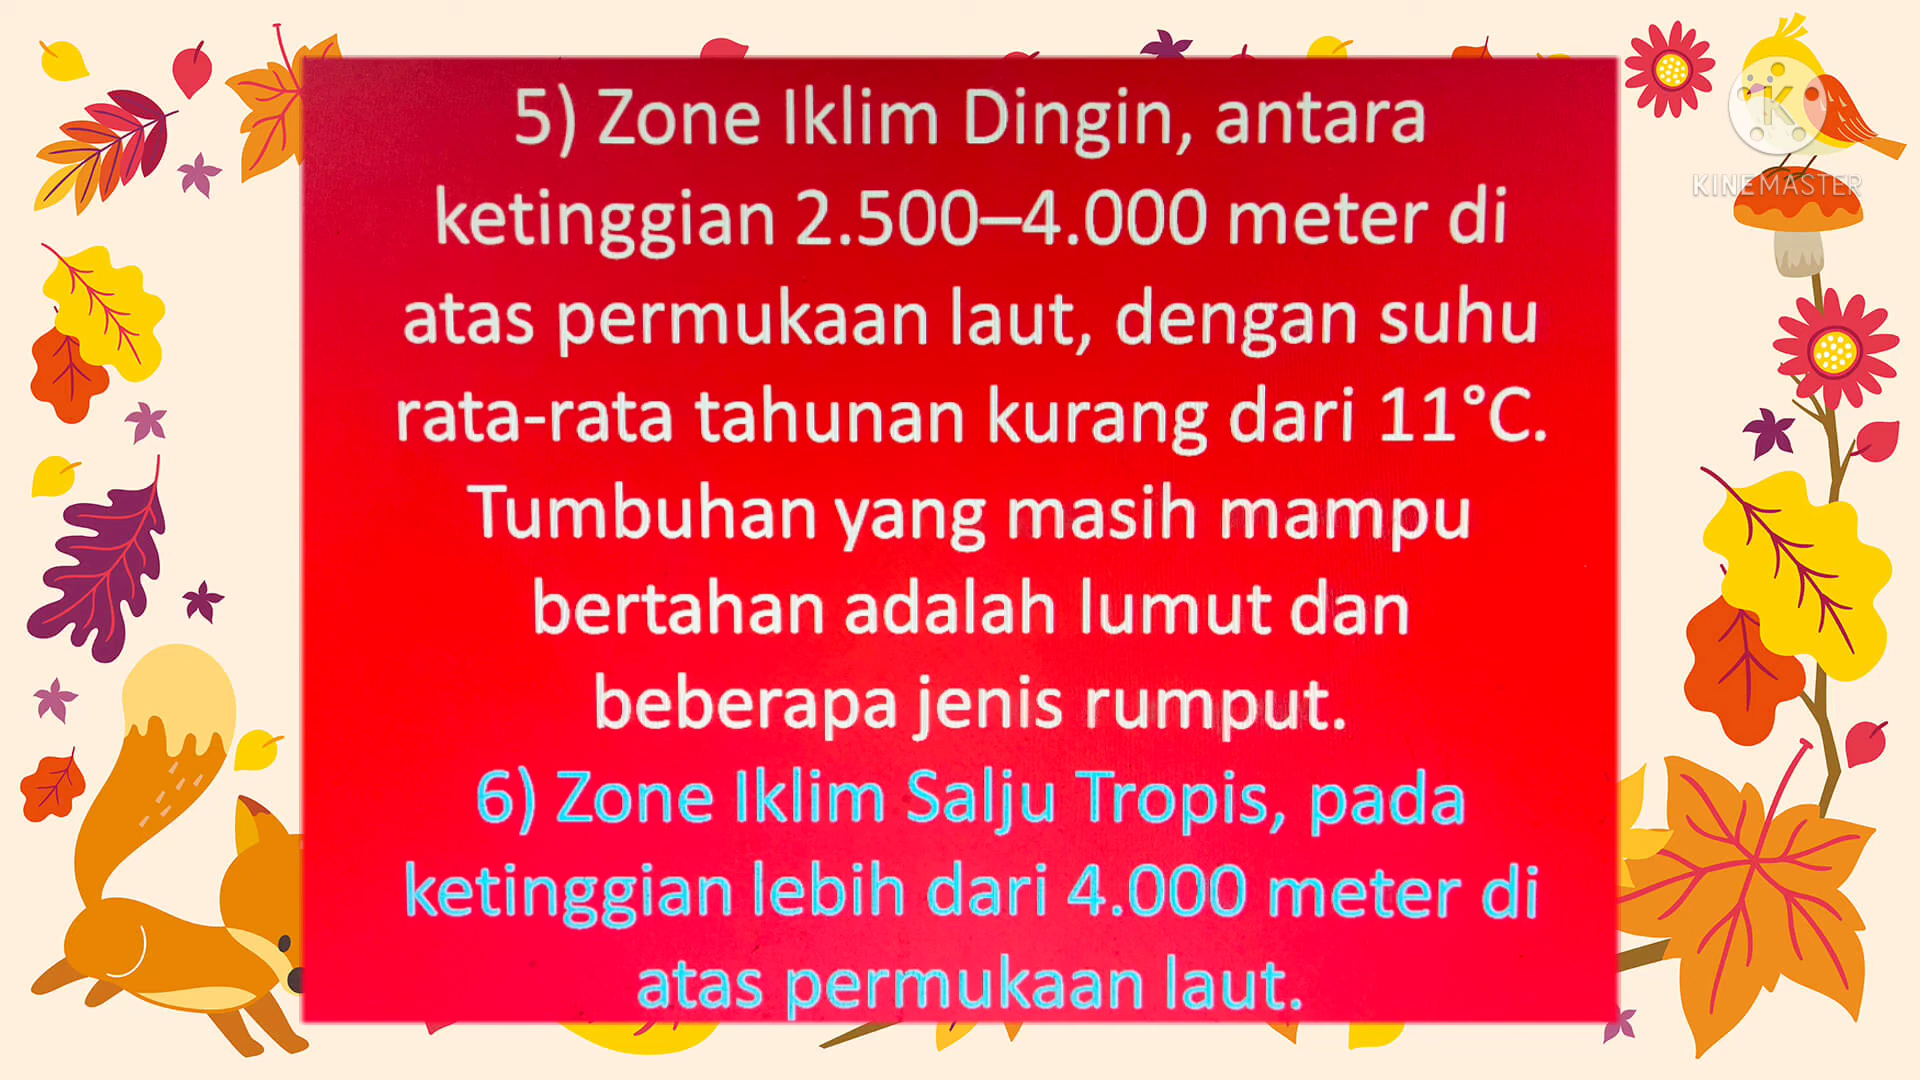 5) Zone Iklim Dingin, antara
ketinggian 2.500–4.000 meter di
atas permukaan laut, dengan suhu
rata-rata tahunan kurang dari 11°C.
Tumbuhan yang masih mampu
bertahan adalah lumut dan
beberapa jenis rumput.
6) Zone Iklim Salju Tropis, pada
ketinggian lebih dari 4.000 meter di
atas permukaan laut.
K
KINEMASTER